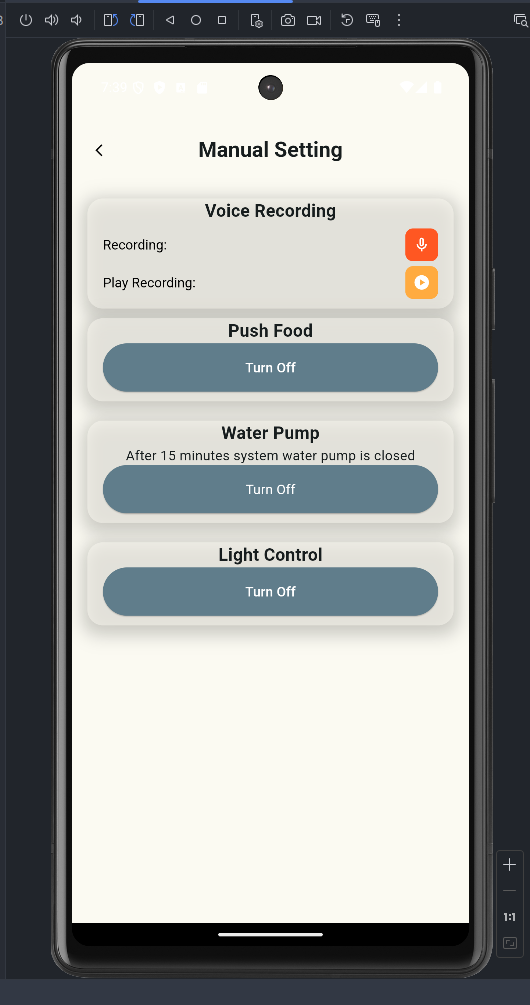 Manual Setting
Voice Recording
Recording:
Play Recording:
Push Food
Turn Off
Water Pump
After 15 minutes system water pump is closed
Turn Off
Light Control
Turn Off
1:1